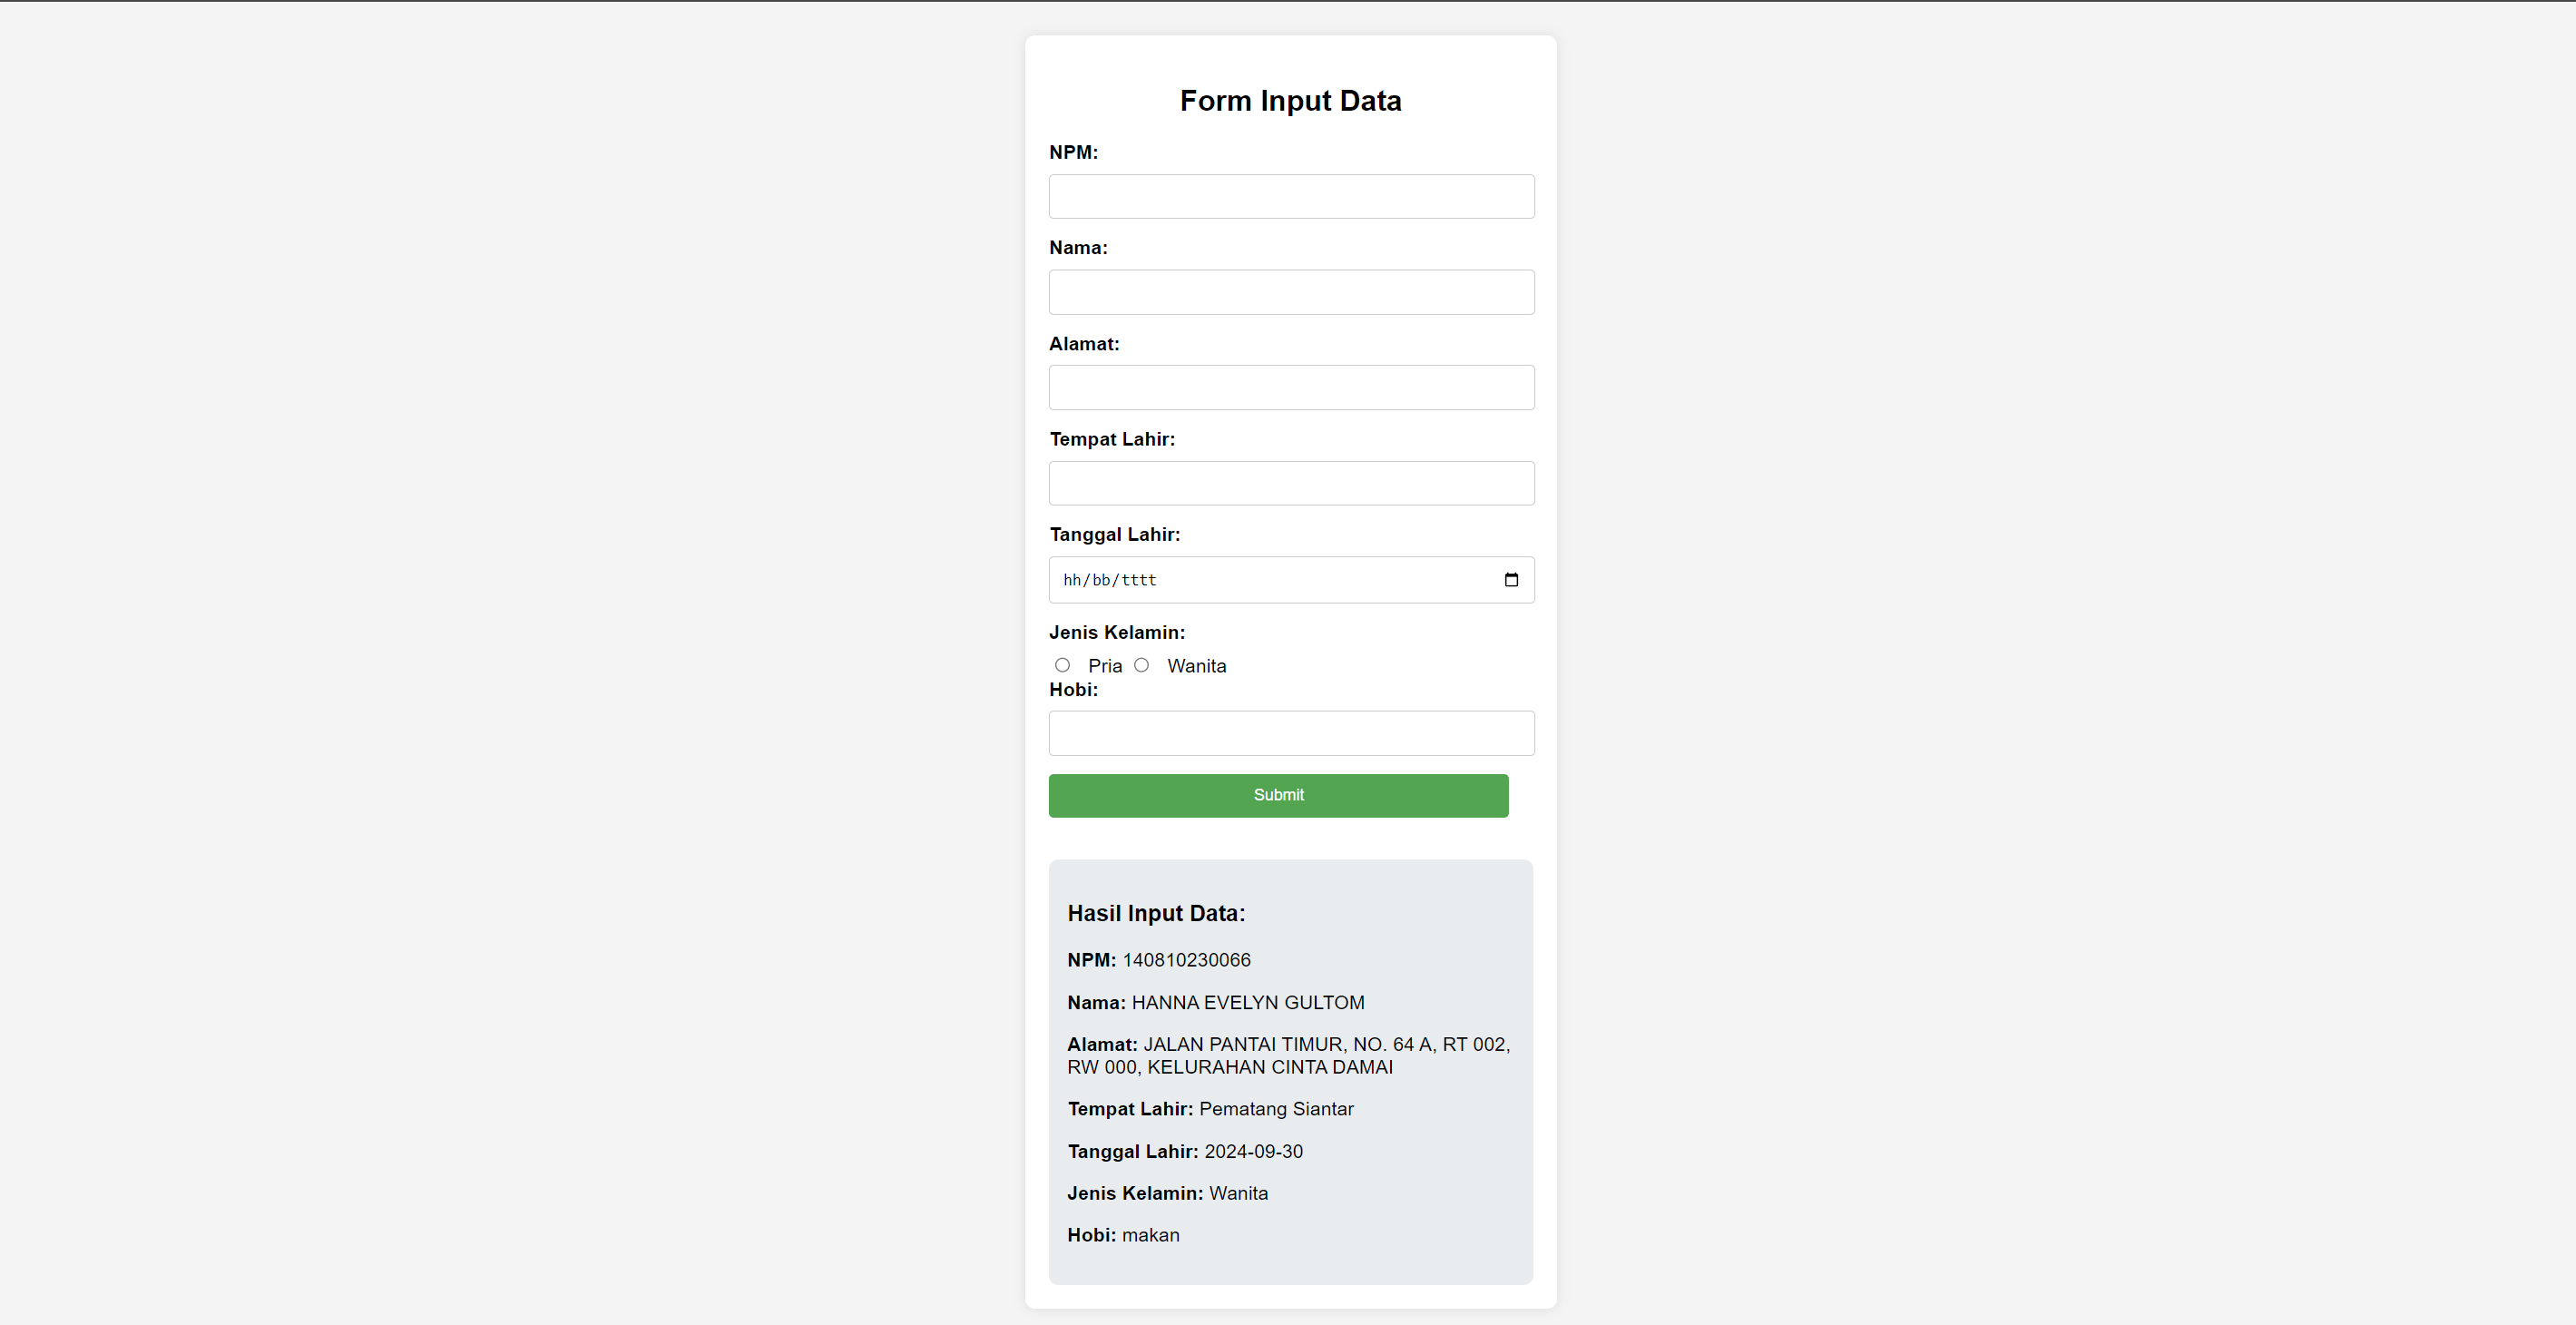 Form Input Data
NPM:
Nama:
Alamat:
Tempat Lahir:
Tanggal Lahir:
hh/bb/tttt
Jenis Kelamin:
Pria Wanita
Hobi:
Submit
Hasil Input Data:
NPM: 140810230066
Nama: HANNA EVELYN GULTOM
Alamat: JALAN PANTAI TIMUR, NO. 64 A, RT 002,
RW 000, KELURAHAN CINTA DAMAI
Tempat Lahir: Pematang Siantar
Tanggal Lahir: 2024-09-30
Jenis Kelamin: Wanita
Hobi: makan